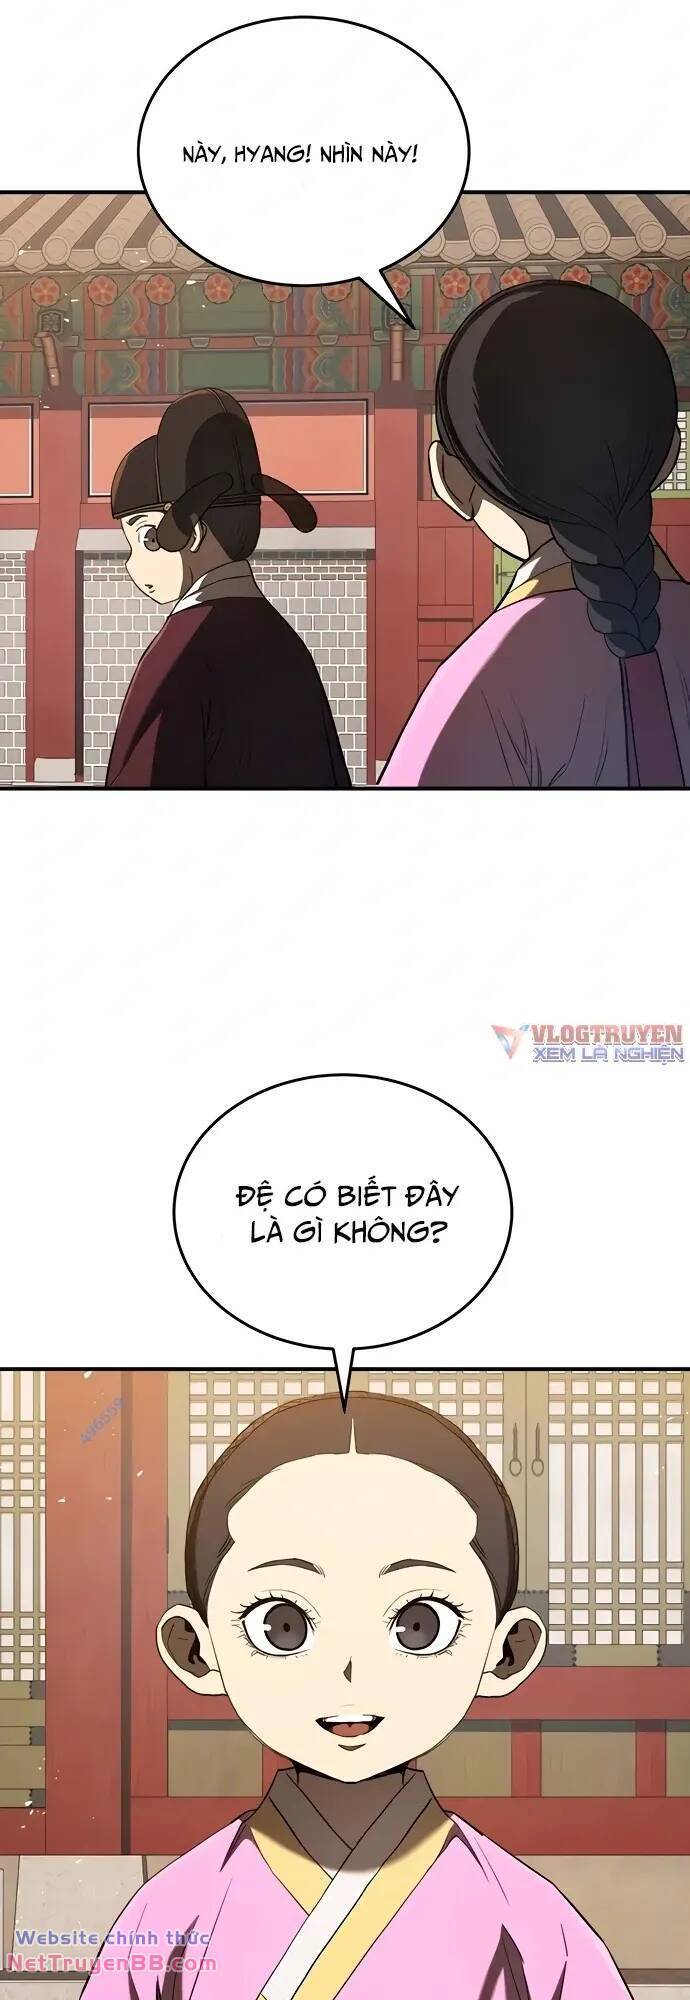 NÀY, HYANG! NHÌN NÀY!
VLOGTRUYEN
XEM LÀ NGHIỆN
ĐỆ CÓ BIẾT ĐÂY
LÀ GÌ KHÔNG?
496559
Website chính thức
NetTruyenBB.com